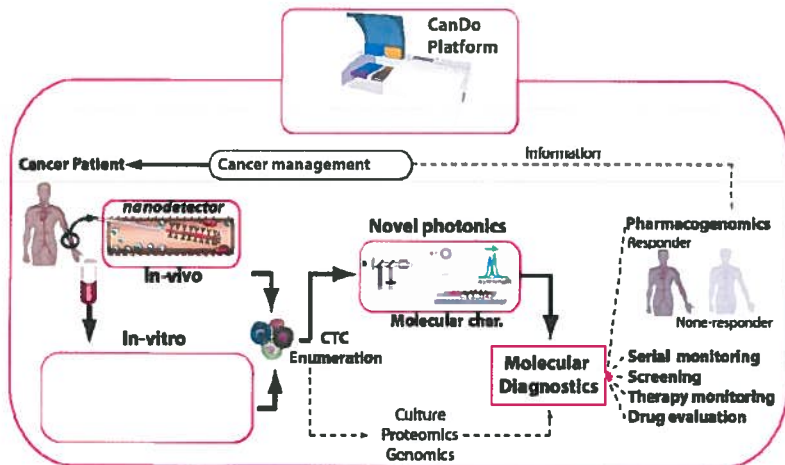 CanDo
Platform
Information
Cancer Patient
Cancer management
nanodetector
In-vivo
Novel photonics
Molecular char.
Pharmacogenomics
Responder
None-responder
In-vitro
CTC
Enumeration
Molecular
Diagnostics
Serial monitoring
Screening
Therapy monitoring
Drug evaluation
Culture
Proteomics
Genomics